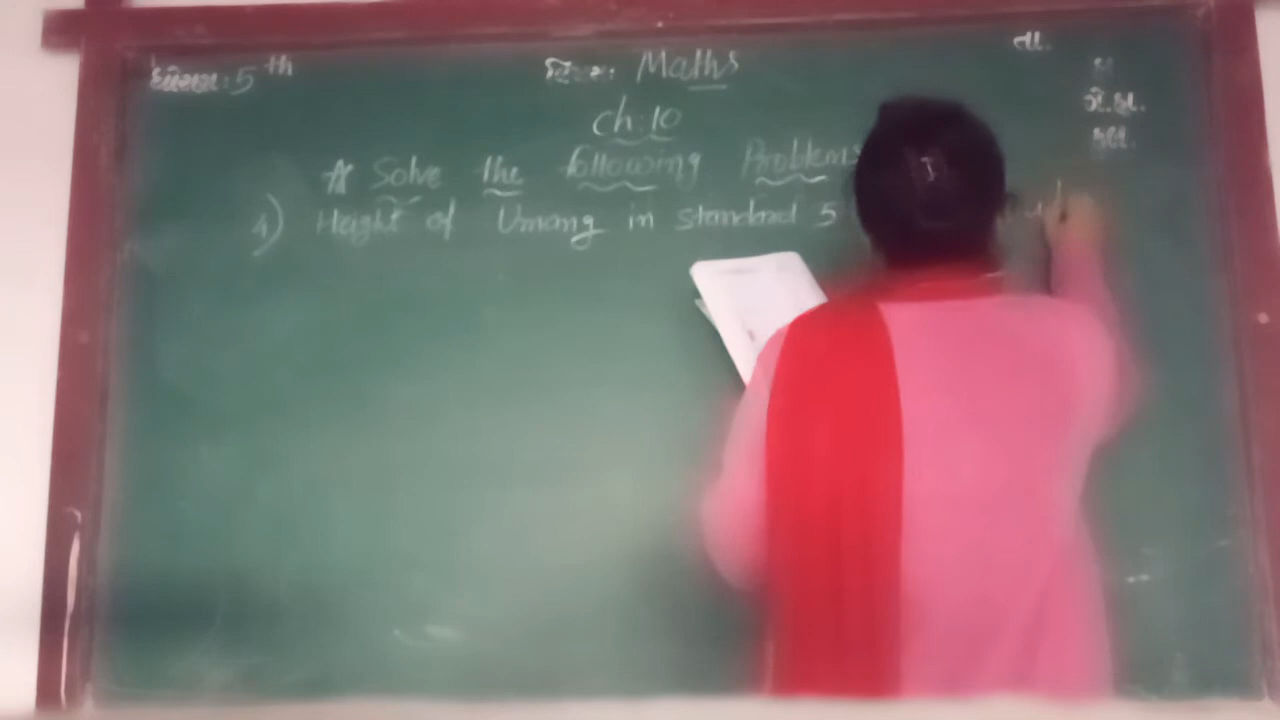 ધોરણ: 5th વિષય: Maths તા.
ch:10
ગે.હા.
* Solve the following Problems
1) Height of Umang in standard 5